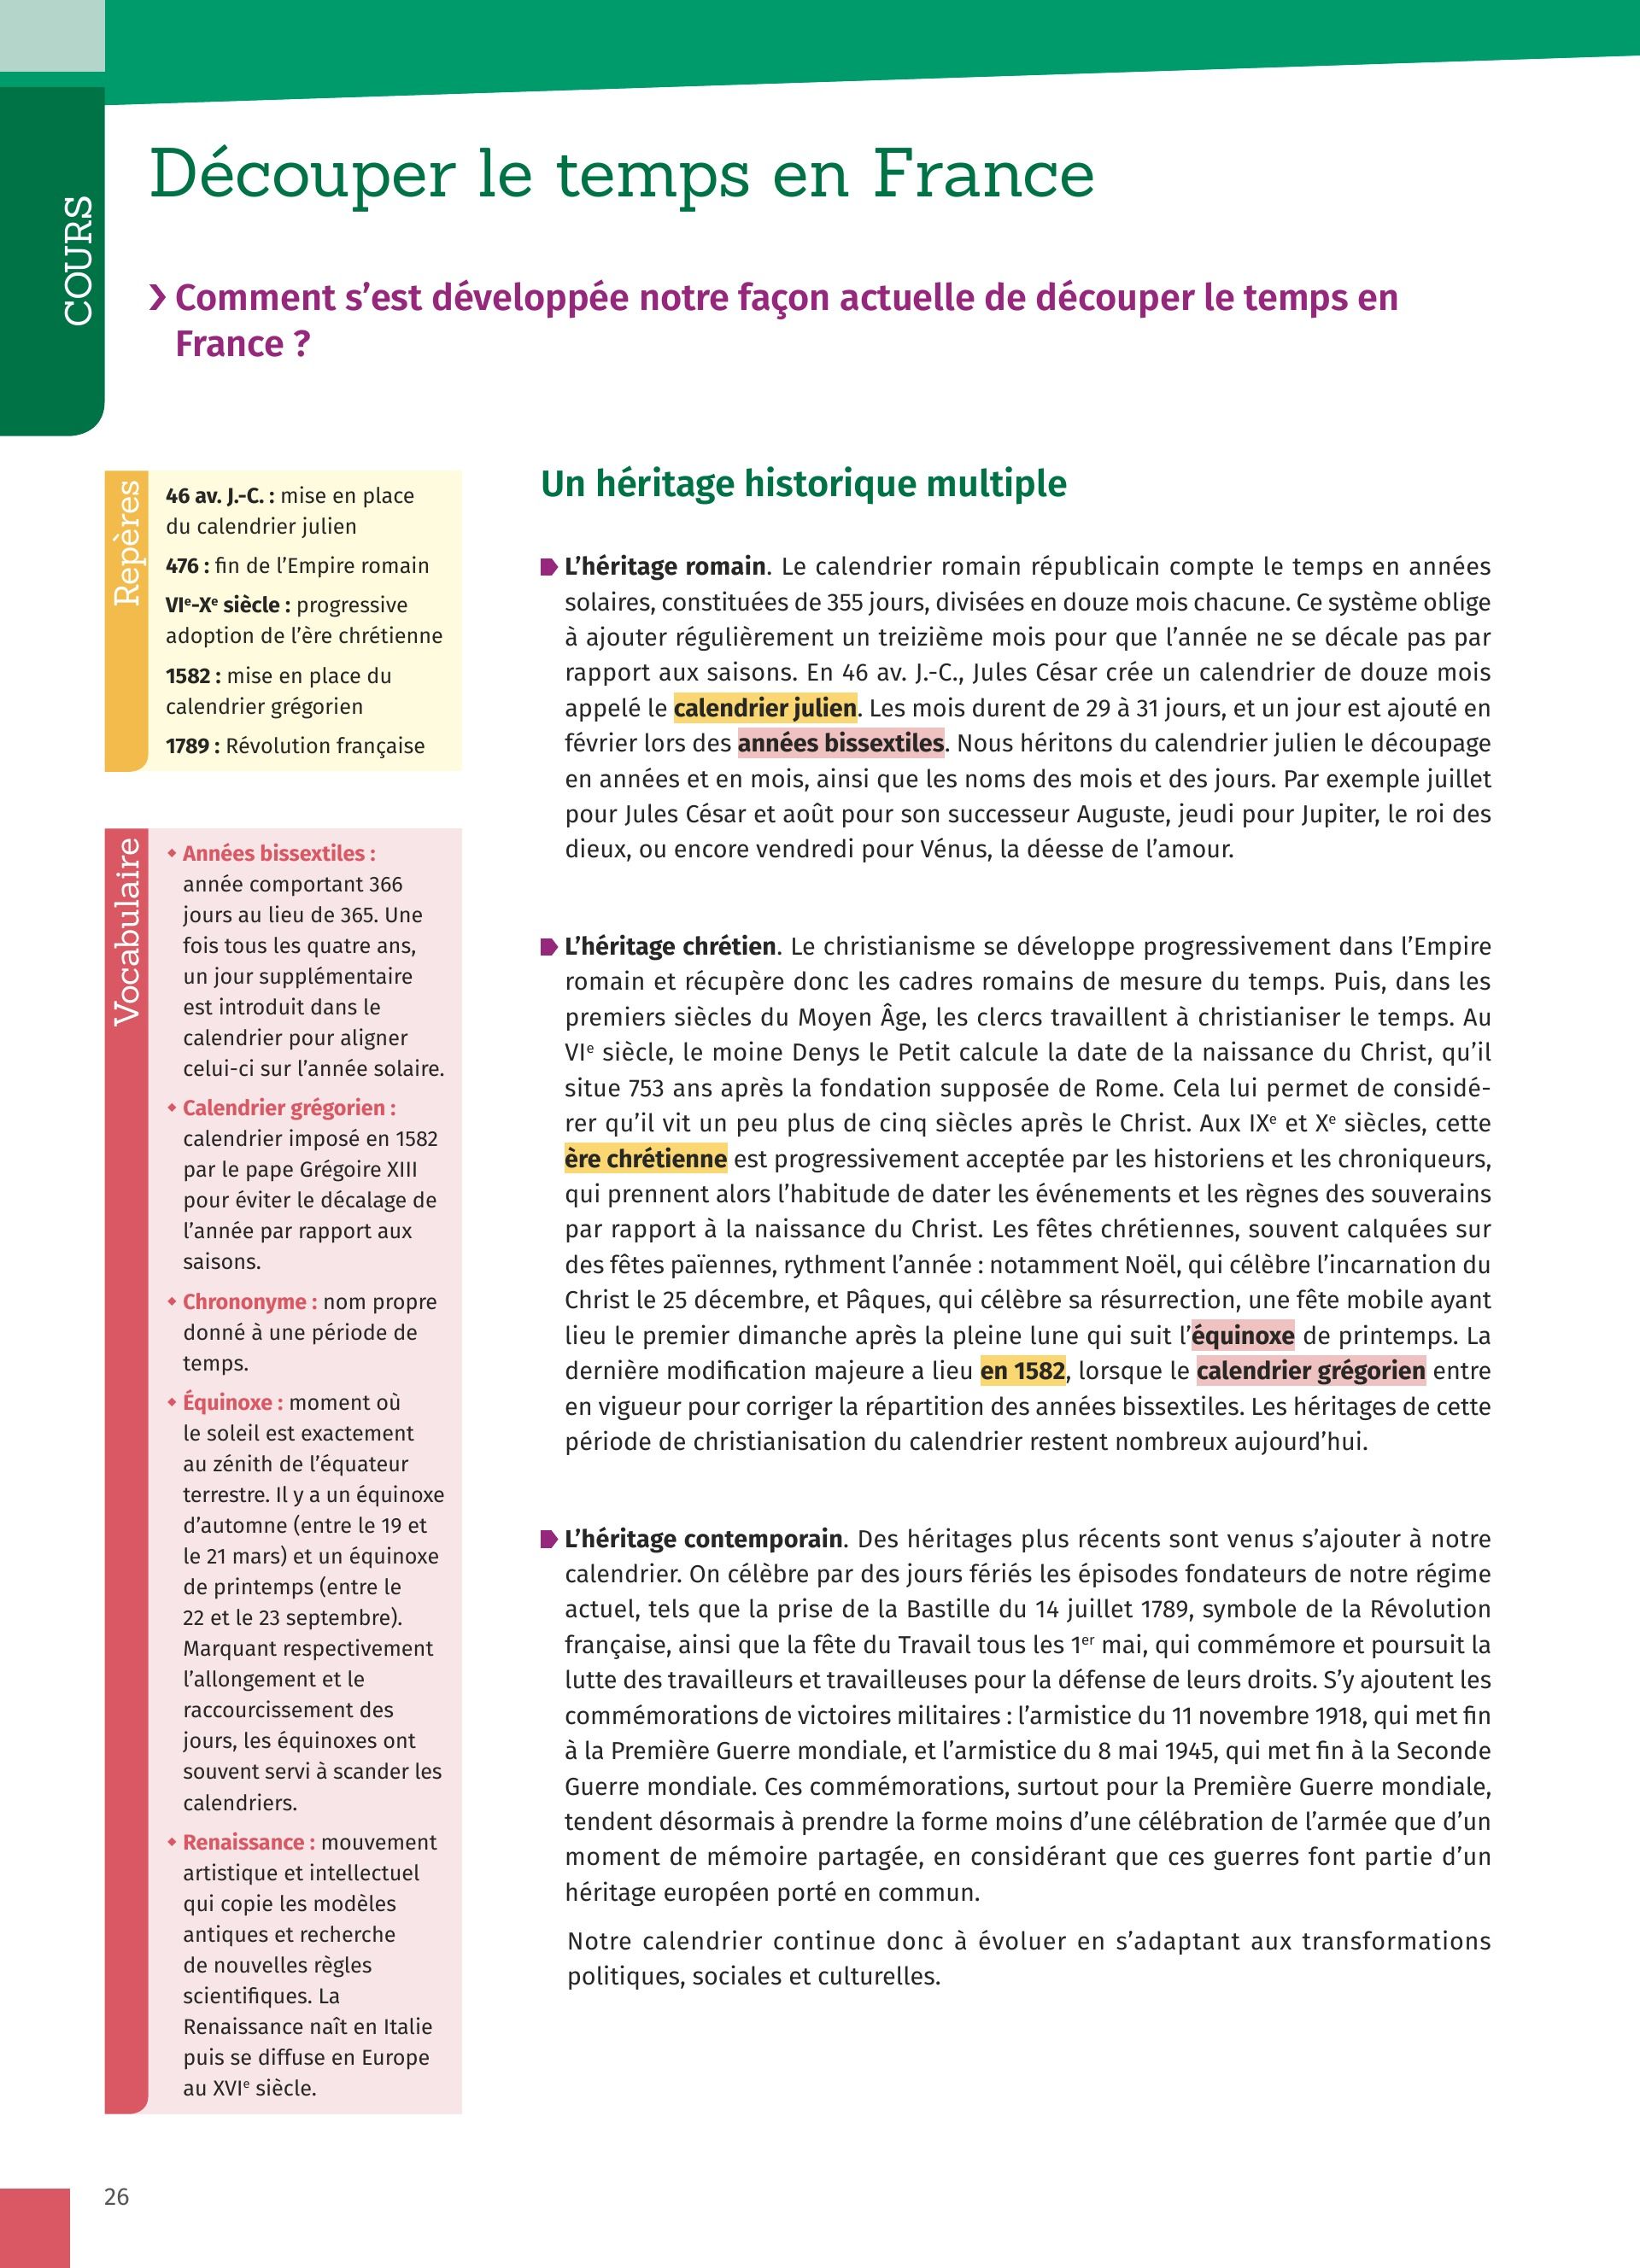 COURS
Découper le temps en France
› Comment s’est développée notre façon actuelle de découper le temps en
France ?
Repères
46 av. J.-C. : mise en place
du calendrier julien
476 : fin de l’Empire romain
VIe-Xe siècle : progressive
adoption de l’ère chrétienne
1582 : mise en place du
calendrier grégorien
1789 : Révolution française
Vocabulaire
Années bissextiles :
année comportant 366
jours au lieu de 365. Une
fois tous les quatre ans,
un jour supplémentaire
est introduit dans le
calendrier pour aligner
celui-ci sur l’année solaire.
Calendrier grégorien :
calendrier imposé en 1582
par le pape Grégoire XIII
pour éviter le décalage de
l’année par rapport aux
saisons.
Chrononyme : nom propre
donné à une période de
temps.
Équinoxe : moment où
le soleil est exactement
au zénith de l’équateur
terrestre. Il y a un équinoxe
d’automne (entre le 19 et
le 21 mars) et un équinoxe
de printemps (entre le
22 et le 23 septembre).
Marquant respectivement
l’allongement et le
raccourcissement des
jours, les équinoxes ont
souvent servi à scander les
calendriers.
Renaissance : mouvement
artistique et intellectuel
qui copie les modèles
antiques et recherche
de nouvelles règles
scientifiques. La
Renaissance naît en Italie
puis se diffuse en Europe
au XVIe siècle.
Un héritage historique multiple
L’héritage romain. Le calendrier romain républicain compte le temps en années
solaires, constituées de 355 jours, divisées en douze mois chacune. Ce système oblige
à ajouter régulièrement un treizième mois pour que l’année ne se décale pas par
rapport aux saisons. En 46 av. J.-C., Jules César crée un calendrier de douze mois
appelé le calendrier julien. Les mois durent de 29 à 31 jours, et un jour est ajouté en
février lors des années bissextiles. Nous héritons du calendrier julien le découpage
en années et en mois, ainsi que les noms des mois et des jours. Par exemple juillet
pour Jules César et août pour son successeur Auguste, jeudi pour Jupiter, le roi des
dieux, ou encore vendredi pour Vénus, la déesse de l’amour.
L’héritage chrétien. Le christianisme se développe progressivement dans l’Empire
romain et récupère donc les cadres romains de mesure du temps. Puis, dans les
premiers siècles du Moyen Âge, les clercs travaillent à christianiser le temps. Au
VIe siècle, le moine Denys le Petit calcule la date de la naissance du Christ, qu’il
situe 753 ans après la fondation supposée de Rome. Cela lui permet de considé-
rer qu’il vit un peu plus de cinq siècles après le Christ. Aux IXe et Xe siècles, cette
ère chrétienne est progressivement acceptée par les historiens et les chroniqueurs,
qui prennent alors l’habitude de dater les événements et les règnes des souverains
par rapport à la naissance du Christ. Les fêtes chrétiennes, souvent calquées sur
des fêtes païennes, rythment l’année : notamment Noël, qui célèbre l’incarnation du
Christ le 25 décembre, et Pâques, qui célèbre sa résurrection, une fête mobile ayant
lieu le premier dimanche après la pleine lune qui suit l’équinoxe de printemps. La
dernière modification majeure a lieu en 1582, lorsque le calendrier grégorien entre
en vigueur pour corriger la répartition des années bissextiles. Les héritages de cette
période de christianisation du calendrier restent nombreux aujourd’hui.
L’héritage contemporain. Des héritages plus récents sont venus s’ajouter à notre
calendrier. On célèbre par des jours fériés les épisodes fondateurs de notre régime
actuel, tels que la prise de la Bastille du 14 juillet 1789, symbole de la Révolution
française, ainsi que la fête du Travail tous les 1er mai, qui commémore et poursuit la
lutte des travailleurs et travailleuses pour la défense de leurs droits. S’y ajoutent les
commémorations de victoires militaires : l’armistice du 11 novembre 1918, qui met fin
à la Première Guerre mondiale, et l’armistice du 8 mai 1945, qui met fin à la Seconde
Guerre mondiale. Ces commémorations, surtout pour la Première Guerre mondiale,
tendent désormais à prendre la forme moins d’une célébration de l’armée que d’un
moment de mémoire partagée, en considérant que ces guerres font partie d’un
héritage européen porté en commun.
Notre calendrier continue donc à évoluer en s’adaptant aux transformations
politiques, sociales et culturelles.
26